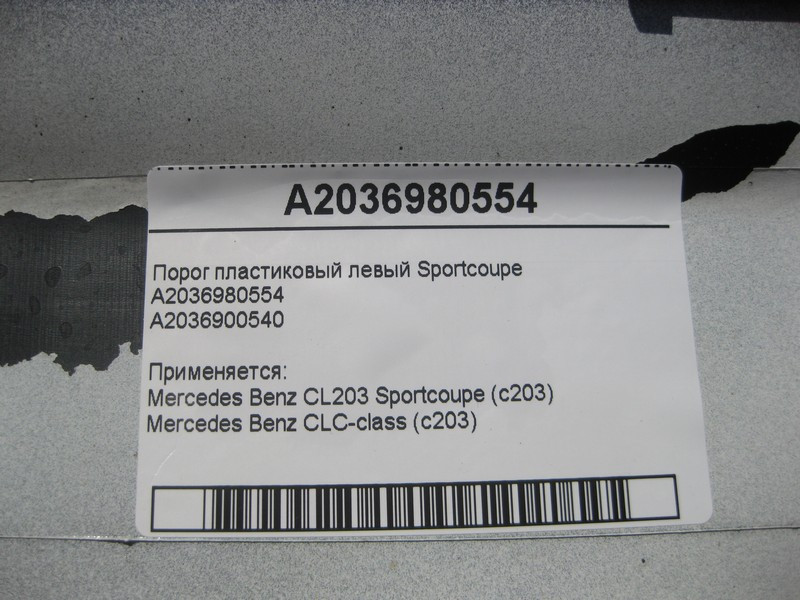 A2036980554
Порог пластиковый левый Sportcoupe
A2036980554
A2036900540
Применяется:
Mercedes Benz CL203 Sportcoupe (c203)
Mercedes Benz CLC-class (c203)